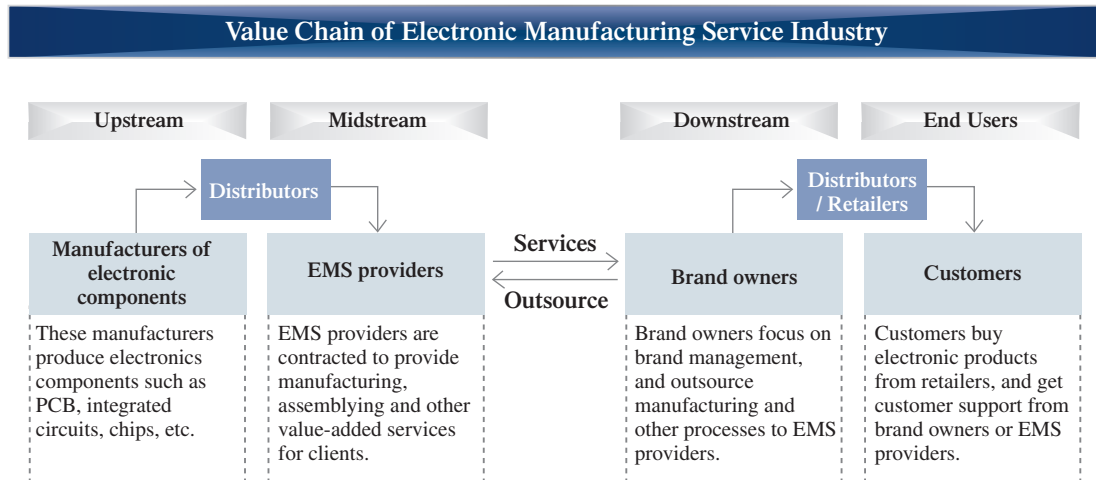 Value Chain of Electronic Manufacturing Service Industry
Upstream
Midstream
Downstream
End Users
Distributors
Distributors
/ Retailers
Manufacturers of
electronic
components
EMS providers
Services
Outsource
Brand owners
Customers
These manufacturers
produce electronics
components such as
PCB, integrated
circuits, chips, etc.
EMS providers are
contracted to provide
manufacturing,
assemblying and other
value-added services
for clients.
Brand owners focus on
brand management,
and outsource
manufacturing and
other processes to EMS
providers.
Customers buy
electronic products
from retailers, and get
customer support from
brand owners or EMS
providers.